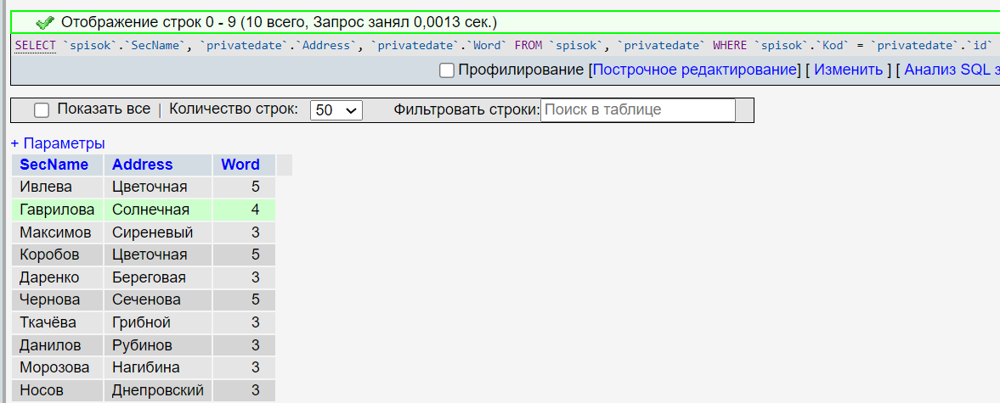 Отображение строк 0 - 9 (10 всего, Запрос занял 0,0013 сек.)
SELECT `spisok`.`SecName`, `privatedate`.`Address`, `privatedate`.`Word` FROM `spisok`, `privatedate` WHERE `spisok`.`Kod` = `privatedate`.`id`
Профилирование [Построчное редактирование] [ Изменить ] [ Анализ SQL з
Показать все | Количество строк: 50 Фильтровать строки: Поиск в таблице
+ Параметры
SecName Address Word
Ивлева Цветочная 5
Гаврилова Солнечная 4
Максимов Сиреневый 3
Коробов Цветочная 5
Даренко Береговая 3
Чернова Сеченова 5
Ткачёва Грибной 3
Данилов Рубинов 3
Морозова Нагибина 3
Носов Днепровский 3